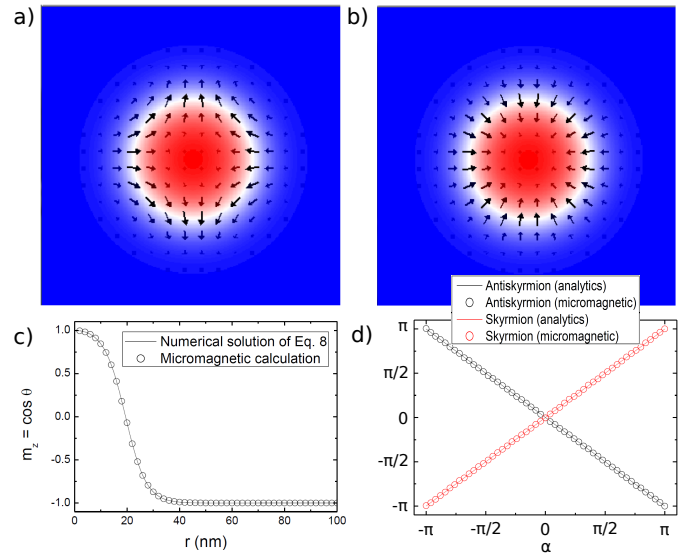 a)
b)
c)
1.0
0.5
0.0
-0.5
-1.0
m_z = cos θ
Numerical solution of Eq. 8
Micromagnetic calculation
0
20
40
60
80
100
r (nm)
d)
Antiskyrmion (analytics)
Antiskyrmion (micromagnetic)
Skyrmion (analytics)
Skyrmion (micromagnetic)
π
π/2
0
-π/2
-π
-π
-π/2
0
π/2
π
α